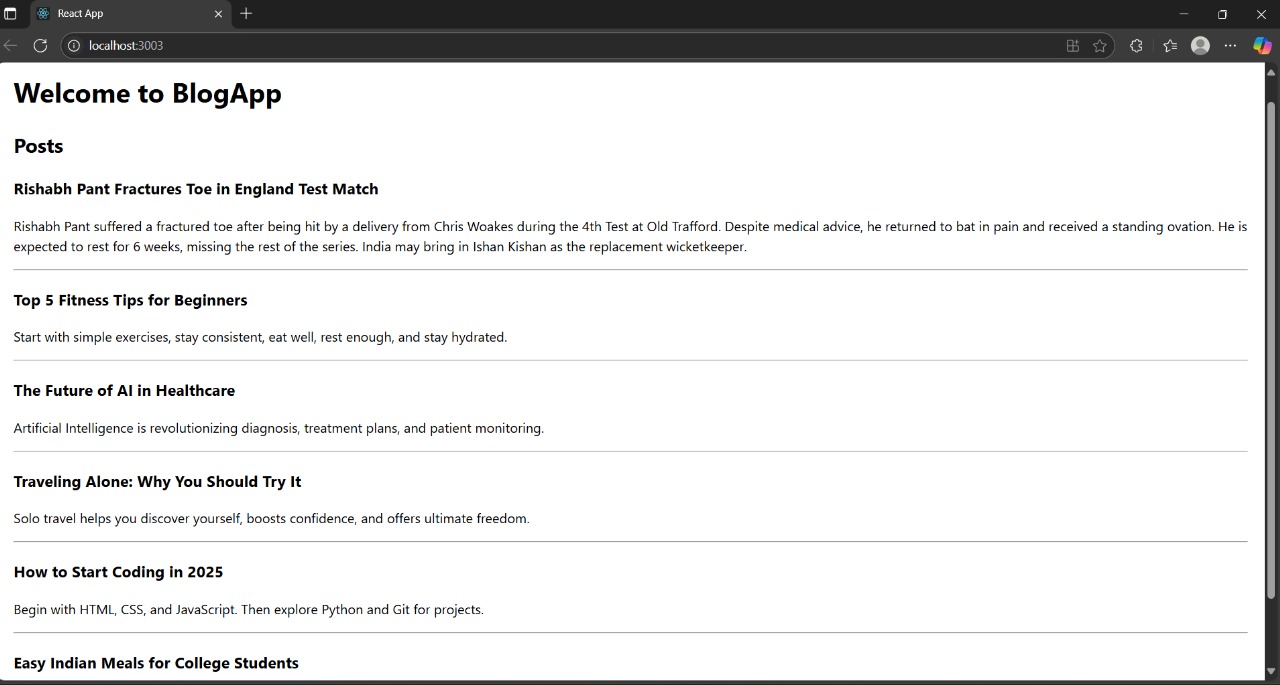 React App
localhost:3003
Welcome to BlogApp
Posts
Rishabh Pant Fractures Toe in England Test Match
Rishabh Pant suffered a fractured toe after being hit by a delivery from Chris Woakes during the 4th Test at Old Trafford. Despite medical advice, he returned to bat in pain and received a standing ovation. He is
expected to rest for 6 weeks, missing the rest of the series. India may bring in Ishan Kishan as the replacement wicketkeeper.
Top 5 Fitness Tips for Beginners
Start with simple exercises, stay consistent, eat well, rest enough, and stay hydrated.
The Future of AI in Healthcare
Artificial Intelligence is revolutionizing diagnosis, treatment plans, and patient monitoring.
Traveling Alone: Why You Should Try It
Solo travel helps you discover yourself, boosts confidence, and offers ultimate freedom.
How to Start Coding in 2025
Begin with HTML, CSS, and JavaScript. Then explore Python and Git for projects.
Easy Indian Meals for College Students